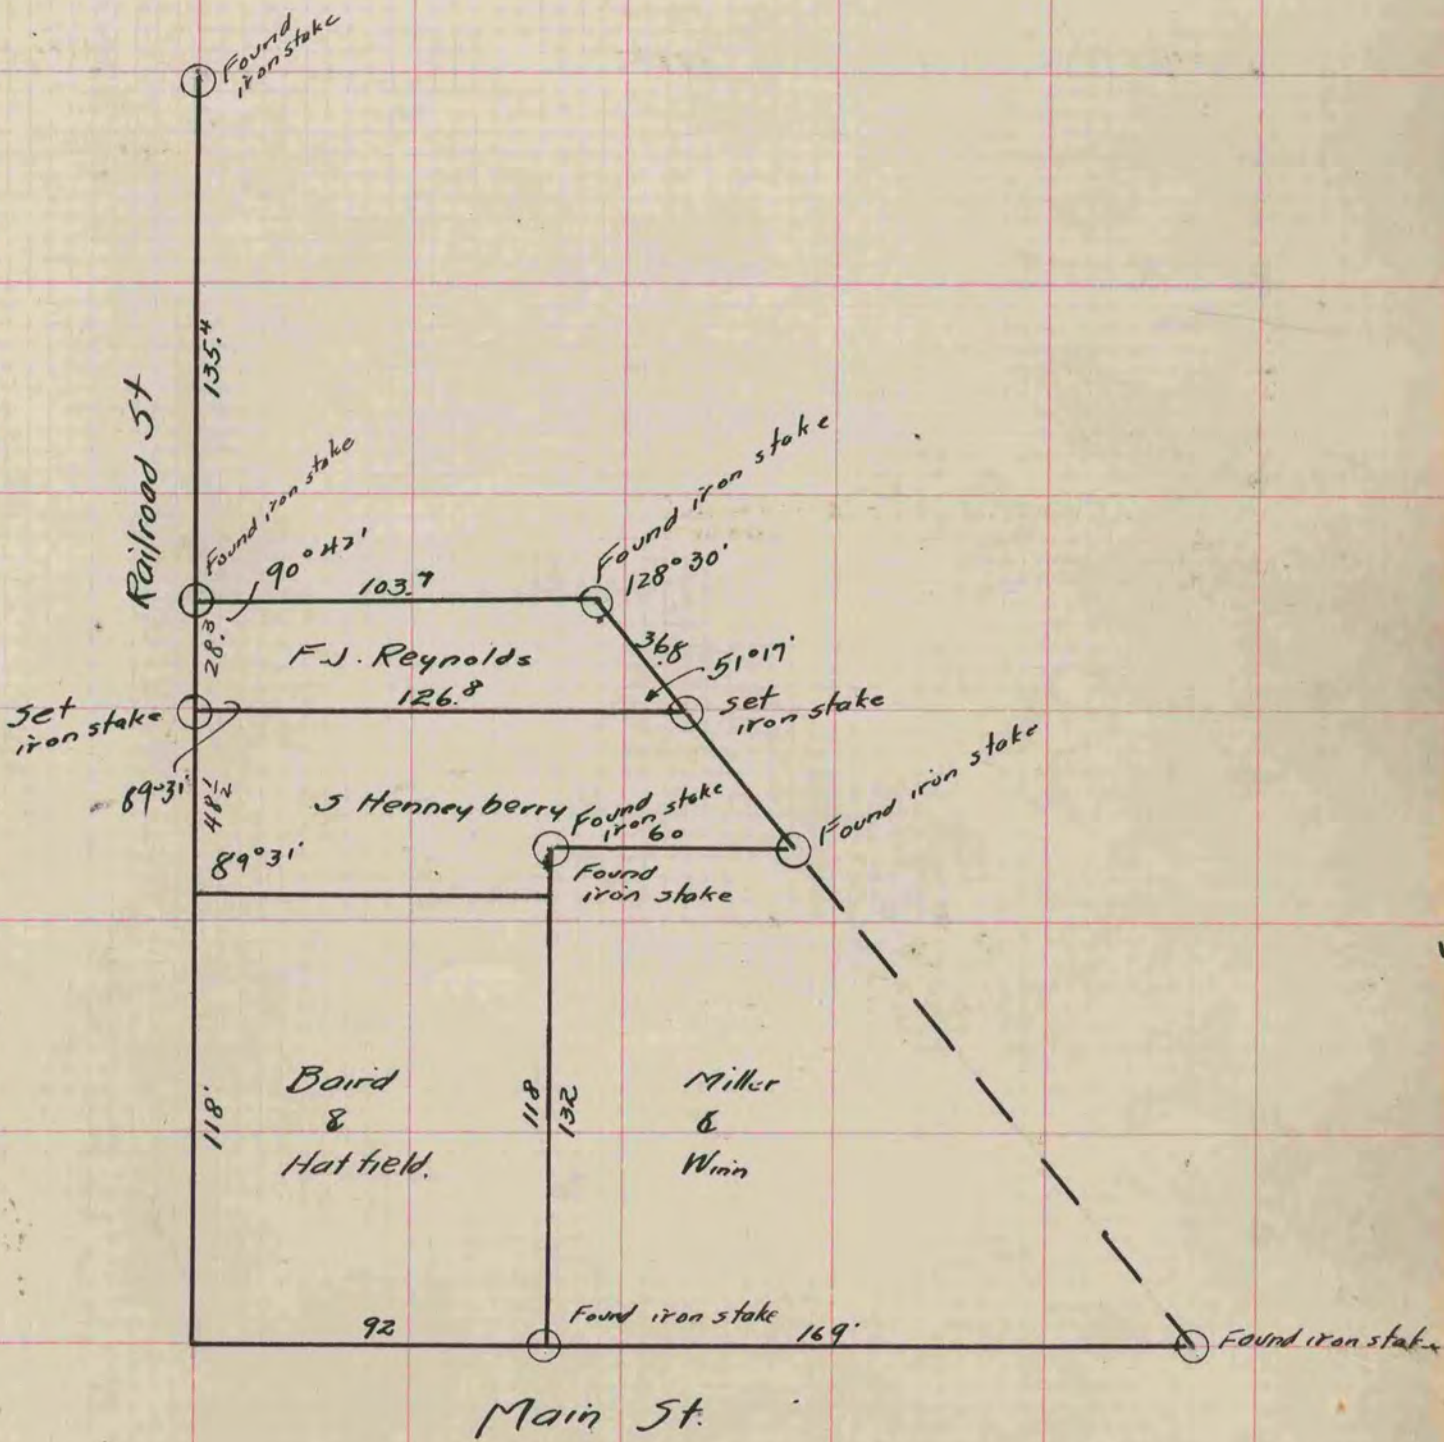 Found
iron stake
135.4
Railroad St
Found iron stake
90°42'
103.7
Found iron stake
128°30'
28.3
F J. Reynolds
36.8
51°17'
126.8
set
iron stake
set
iron stake
89°31'
48 1/2
S Henneyberry
Found
iron stake
60
Found iron stake
89°31'
Found
iron stake
118'
Baird
&
Hatfield.
118
132
Miller
&
Winn
92
Found iron stake
169'
Found iron stake
Main St.